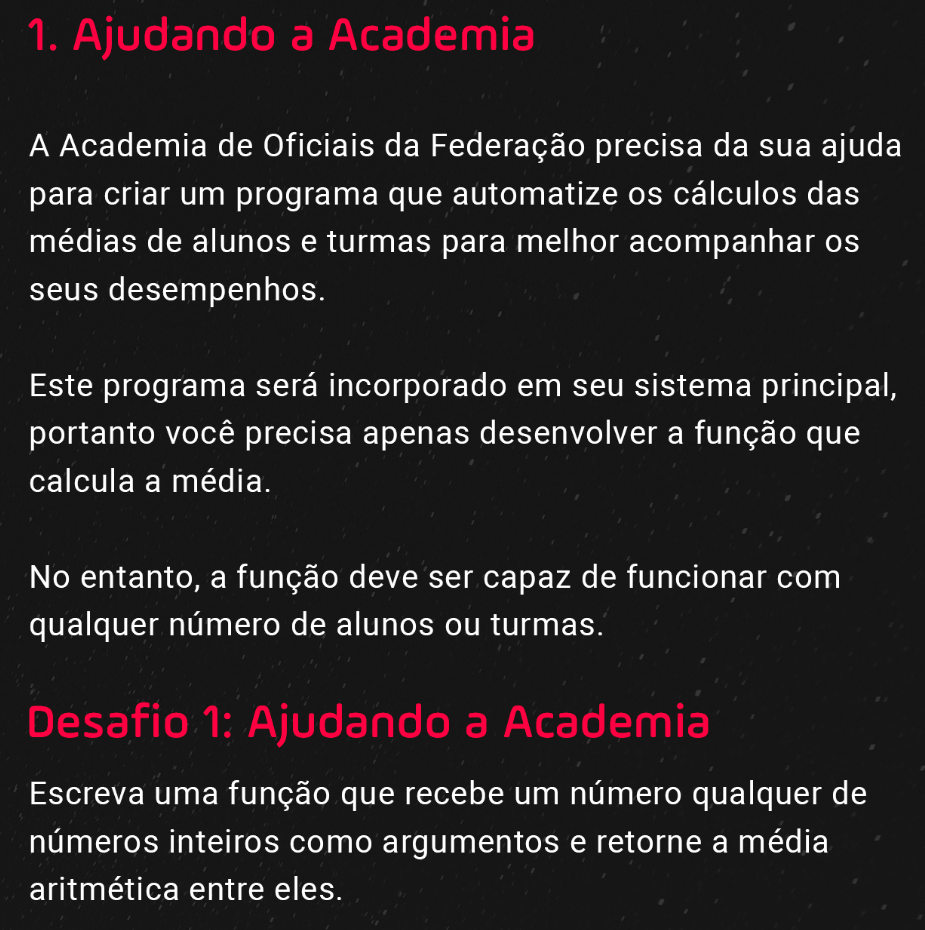 1. Ajudando a Academia
A Academia de Oficiais da Federação precisa da sua ajuda
para criar um programa que automatize os cálculos das
médias de alunos e turmas para melhor acompanhar os
seus desempenhos.
Este programa será incorporado em seu sistema principal,
portanto você precisa apenas desenvolver a função que
calcula a média.
No entanto, a função deve ser capaz de funcionar com
qualquer número de alunos ou turmas.
Desafio 1: Ajudando a Academia
Escreva uma função que recebe um número qualquer de
números inteiros como argumentos e retorne a média
aritmética entre eles.